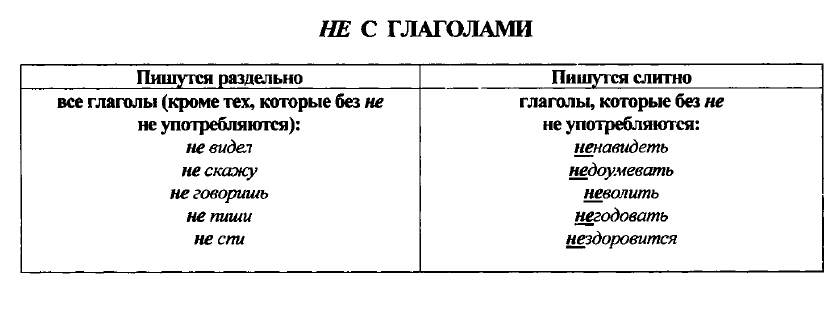 НЕ С ГЛАГОЛАМИ
Пишутся раздельно
все глаголы (кроме тех, которые без не
не употребляются):
не видел
не скажу
не говоришь
не пиши
не спи
Пишутся слитно
глаголы, которые без не
не употребляются:
ненавидеть
недоумевать
неволить
негодовать
нездоровится